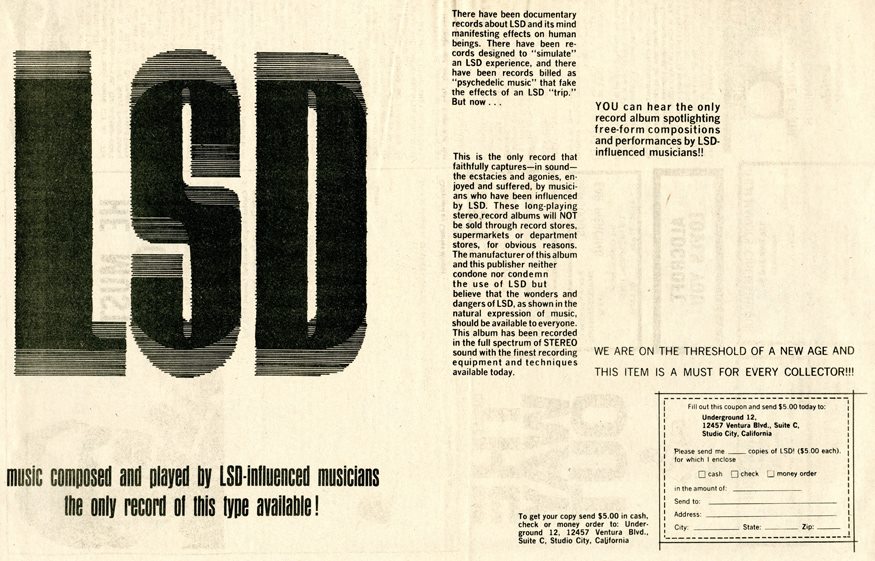 LSD
music composed and played by LSD-influenced musicians
the only record of this type available!
There have been documentary
records about LSD and its mind
manifesting effects on human
beings. There have been re-
cords designed to "simulate"
an LSD experience, and there
have been records billed as
"psychedelic music" that fake
the effects of an LSD "trip."
But now . . .
This is the only record that
faithfully captures—in sound—
the ecstacies and agonies, en-
joyed and suffered, by musici-
ans who have been influenced
by LSD. These long-playing
stereo record albums will NOT
be sold through record stores,
supermarkets or department
stores, for obvious reasons.
The manufacturer of this album
and this publisher neither
condone nor condemn
the use of LSD but
believe that the wonders and
dangers of LSD, as shown in the
natural expression of music,
should be available to everyone.
This album has been recorded
in the full spectrum of STEREO
sound with the finest recording
equipment and techniques
available today.
YOU can hear the only
record album spotlighting
free-form compositions
and performances by LSD-
influenced musicians!!
WE ARE ON THE THRESHOLD OF A NEW AGE AND
THIS ITEM IS A MUST FOR EVERY COLLECTOR!!!
To get your copy send $5.00 in cash,
check or money order to: Under-
ground 12, 12457 Ventura Blvd.,
Suite C, Studio City, California
Fill out this coupon and send $5.00 today to:
Underground 12,
12457 Ventura Blvd., Suite C,
Studio City, California
Please send me ____ copies of LSD! ($5.00 each).
for which I enclose
☐ cash ☐ check ☐ money order
in the amount of: ____
Send to: ____
Address: ____
City: ____ State: ____ Zip: ____